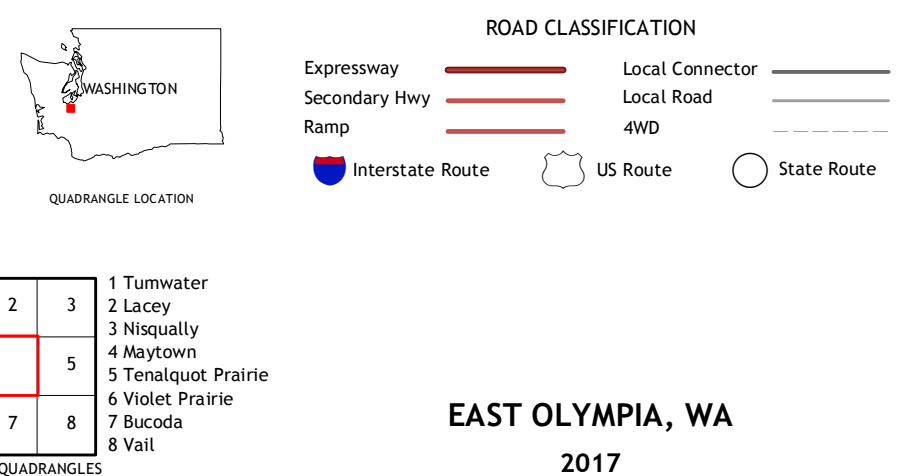 WASHINGTON
QUADRANGLE LOCATION
ROAD CLASSIFICATION
Expressway
Secondary Hwy
Ramp
Local Connector
Local Road
4WD
Interstate Route
US Route
State Route
2 3
5
7 8
QUADRANGLES
1 Tumwater
2 Lacey
3 Nisqually
4 Maytown
5 Tenalquot Prairie
6 Violet Prairie
7 Bucoda
8 Vail
EAST OLYMPIA, WA
2017